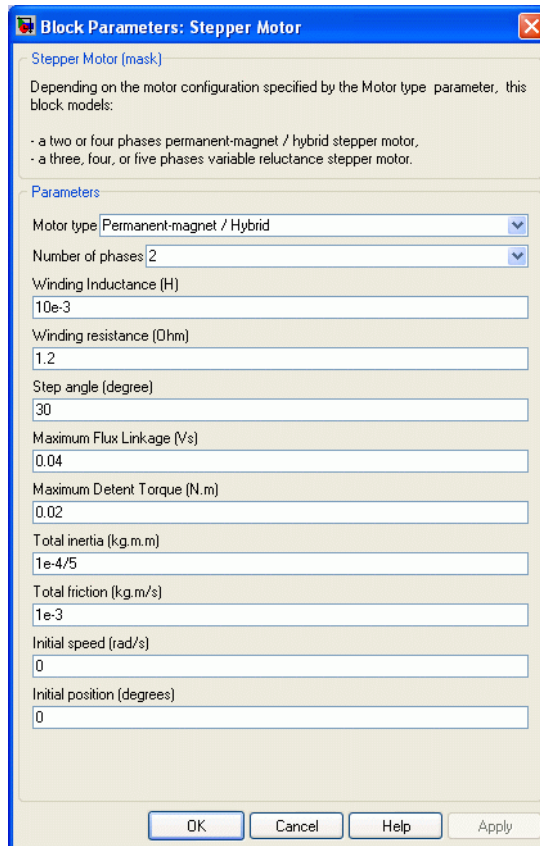 Block Parameters: Stepper Motor
Stepper Motor (mask)
Depending on the motor configuration specified by the Motor type parameter, this
block models:
- a two or four phases permanent-magnet / hybrid stepper motor,
- a three, four, or five phases variable reluctance stepper motor.
Parameters
Motor type Permanent-magnet / Hybrid
Number of phases 2
Winding Inductance (H)
10e-3
Winding resistance (Ohm)
1.2
Step angle (degree)
30
Maximum Flux Linkage (Vs)
0.04
Maximum Detent Torque (N.m)
0.02
Total inertia (kg.m.m)
1e-4/5
Total friction (kg.m/s)
1e-3
Initial speed (rad/s)
0
Initial position (degrees)
0
OK Cancel Help Apply